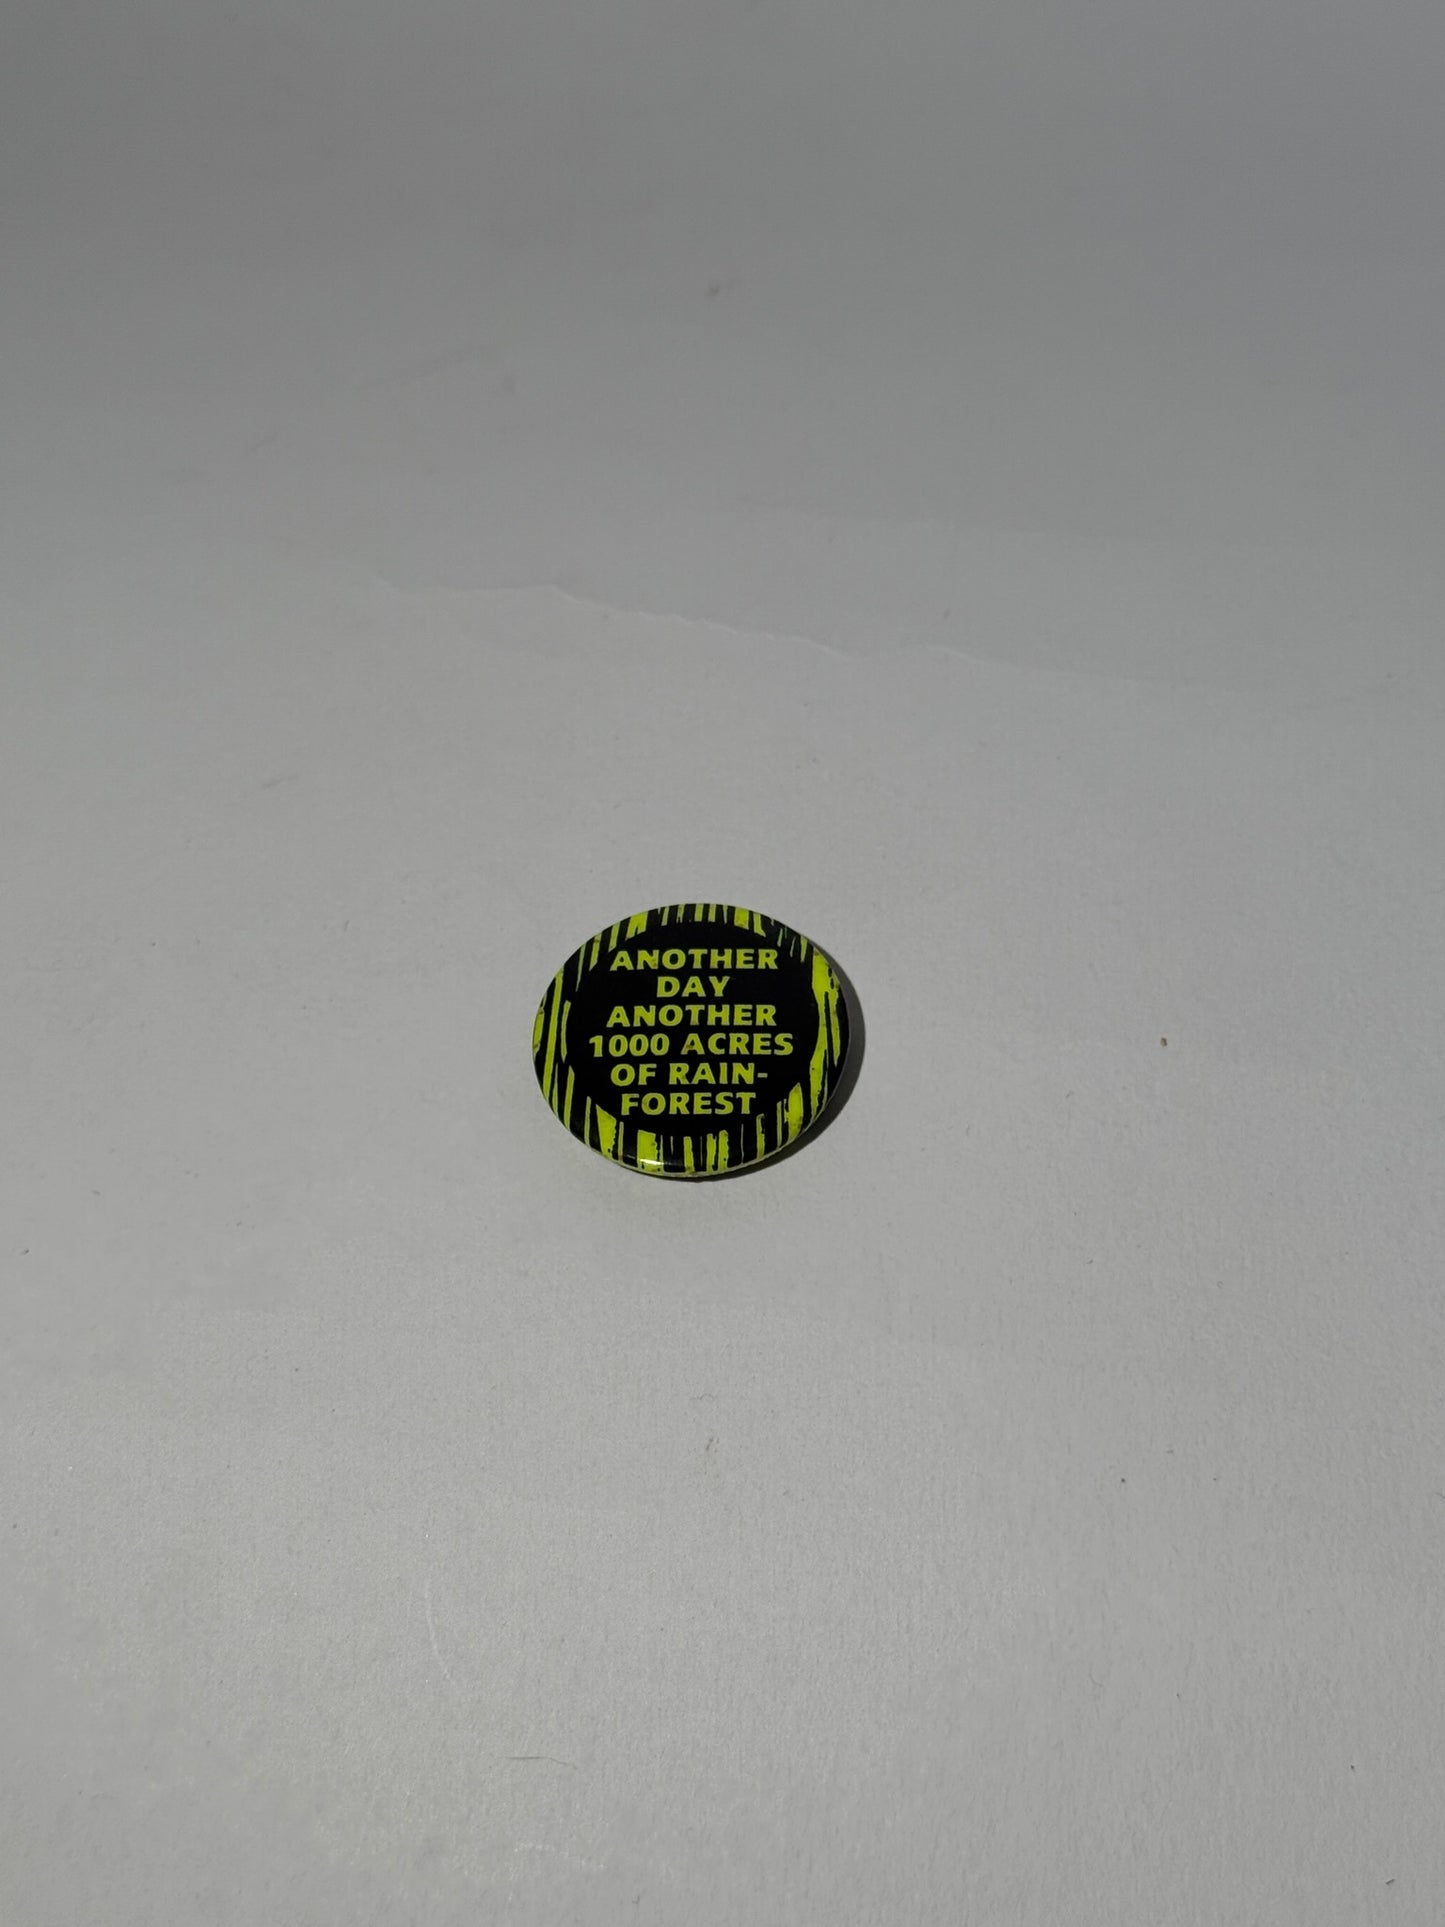 ANOTHER
DAY
ANOTHER
1000 ACRES
OF RAIN-
FOREST